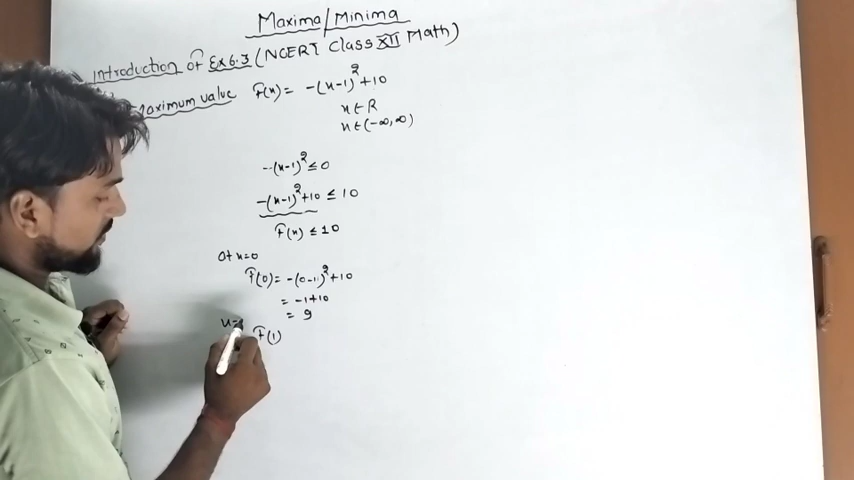 Maxima/Minima
Introduction of Ex 6.3 (NCERT Class XII Math)
maximum value f(x) = -(x-1)²+10
x ∈ R
x ∈ (-∞, ∞)
-(x-1)² ≤ 0
-(x-1)²+10 ≤ 10
f(x) ≤ 10
at x=0
f(0) = -(0-1)²+10
= -1+10
= 9
x=
f(1)